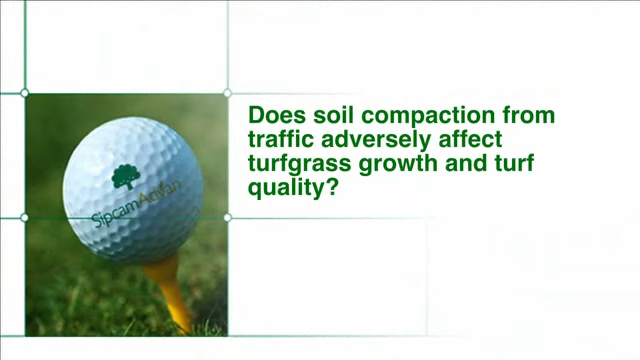 Does soil compaction from
traffic adversely affect
turfgrass growth and turf
quality?
SipcamAdvan